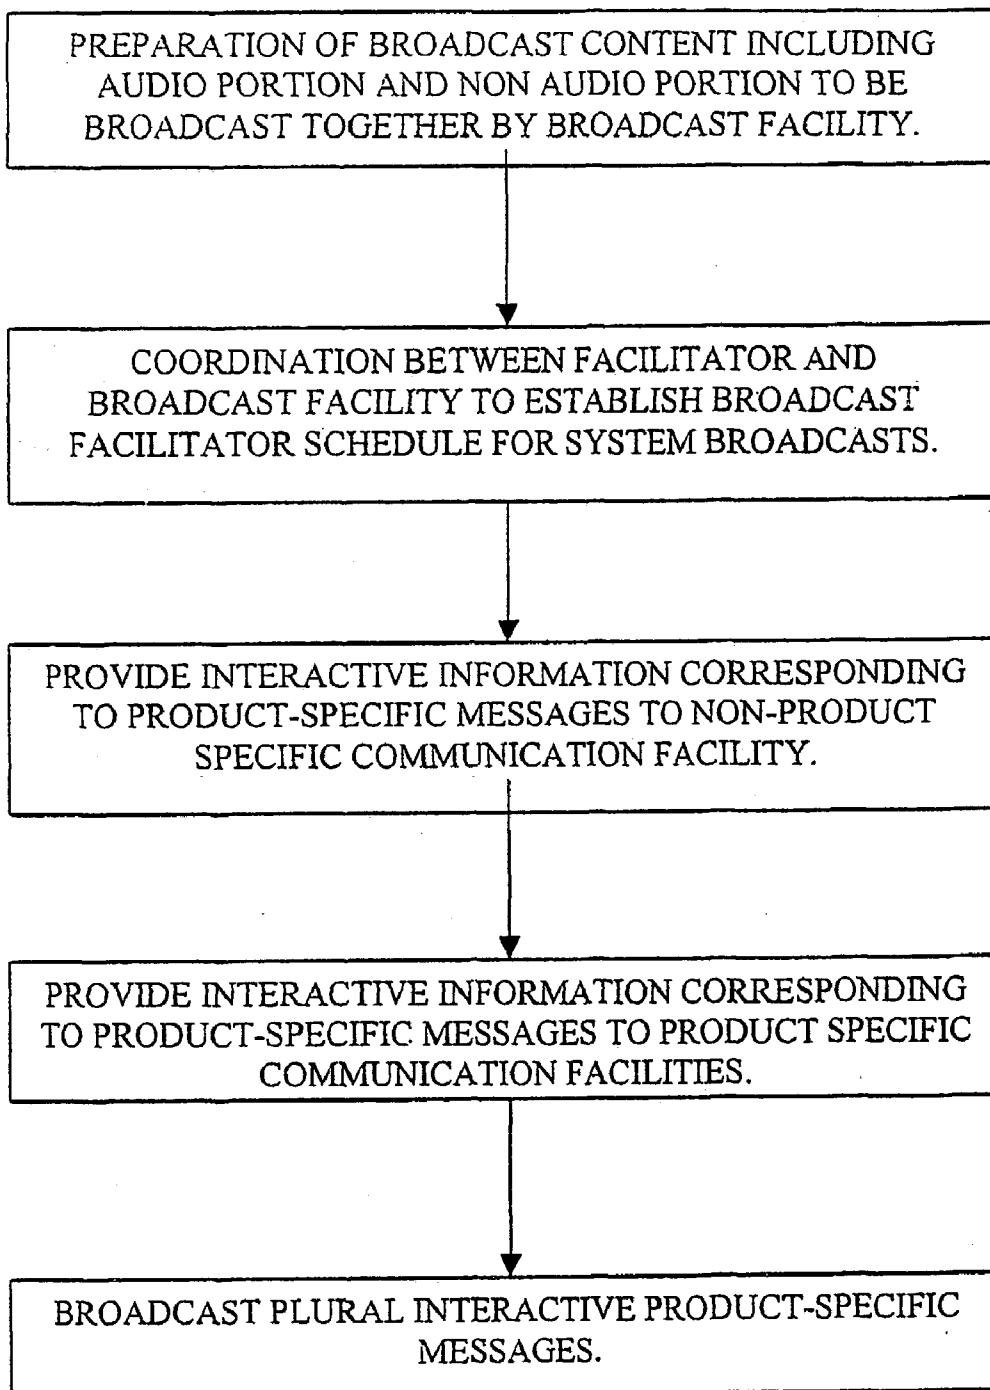 PREPARATION OF BROADCAST CONTENT INCLUDING
AUDIO PORTION AND NON AUDIO PORTION TO BE
BROADCAST TOGETHER BY BROADCAST FACILITY.
COORDINATION BETWEEN FACILITATOR AND
BROADCAST FACILITY TO ESTABLISH BROADCAST
FACILITATOR SCHEDULE FOR SYSTEM BROADCASTS.
PROVIDE INTERACTIVE INFORMATION CORRESPONDING
TO PRODUCT-SPECIFIC MESSAGES TO NON-PRODUCT
SPECIFIC COMMUNICATION FACILITY.
PROVIDE INTERACTIVE INFORMATION CORRESPONDING
TO PRODUCT-SPECIFIC MESSAGES TO PRODUCT SPECIFIC
COMMUNICATION FACILITIES.
BROADCAST PLURAL INTERACTIVE PRODUCT-SPECIFIC
MESSAGES.